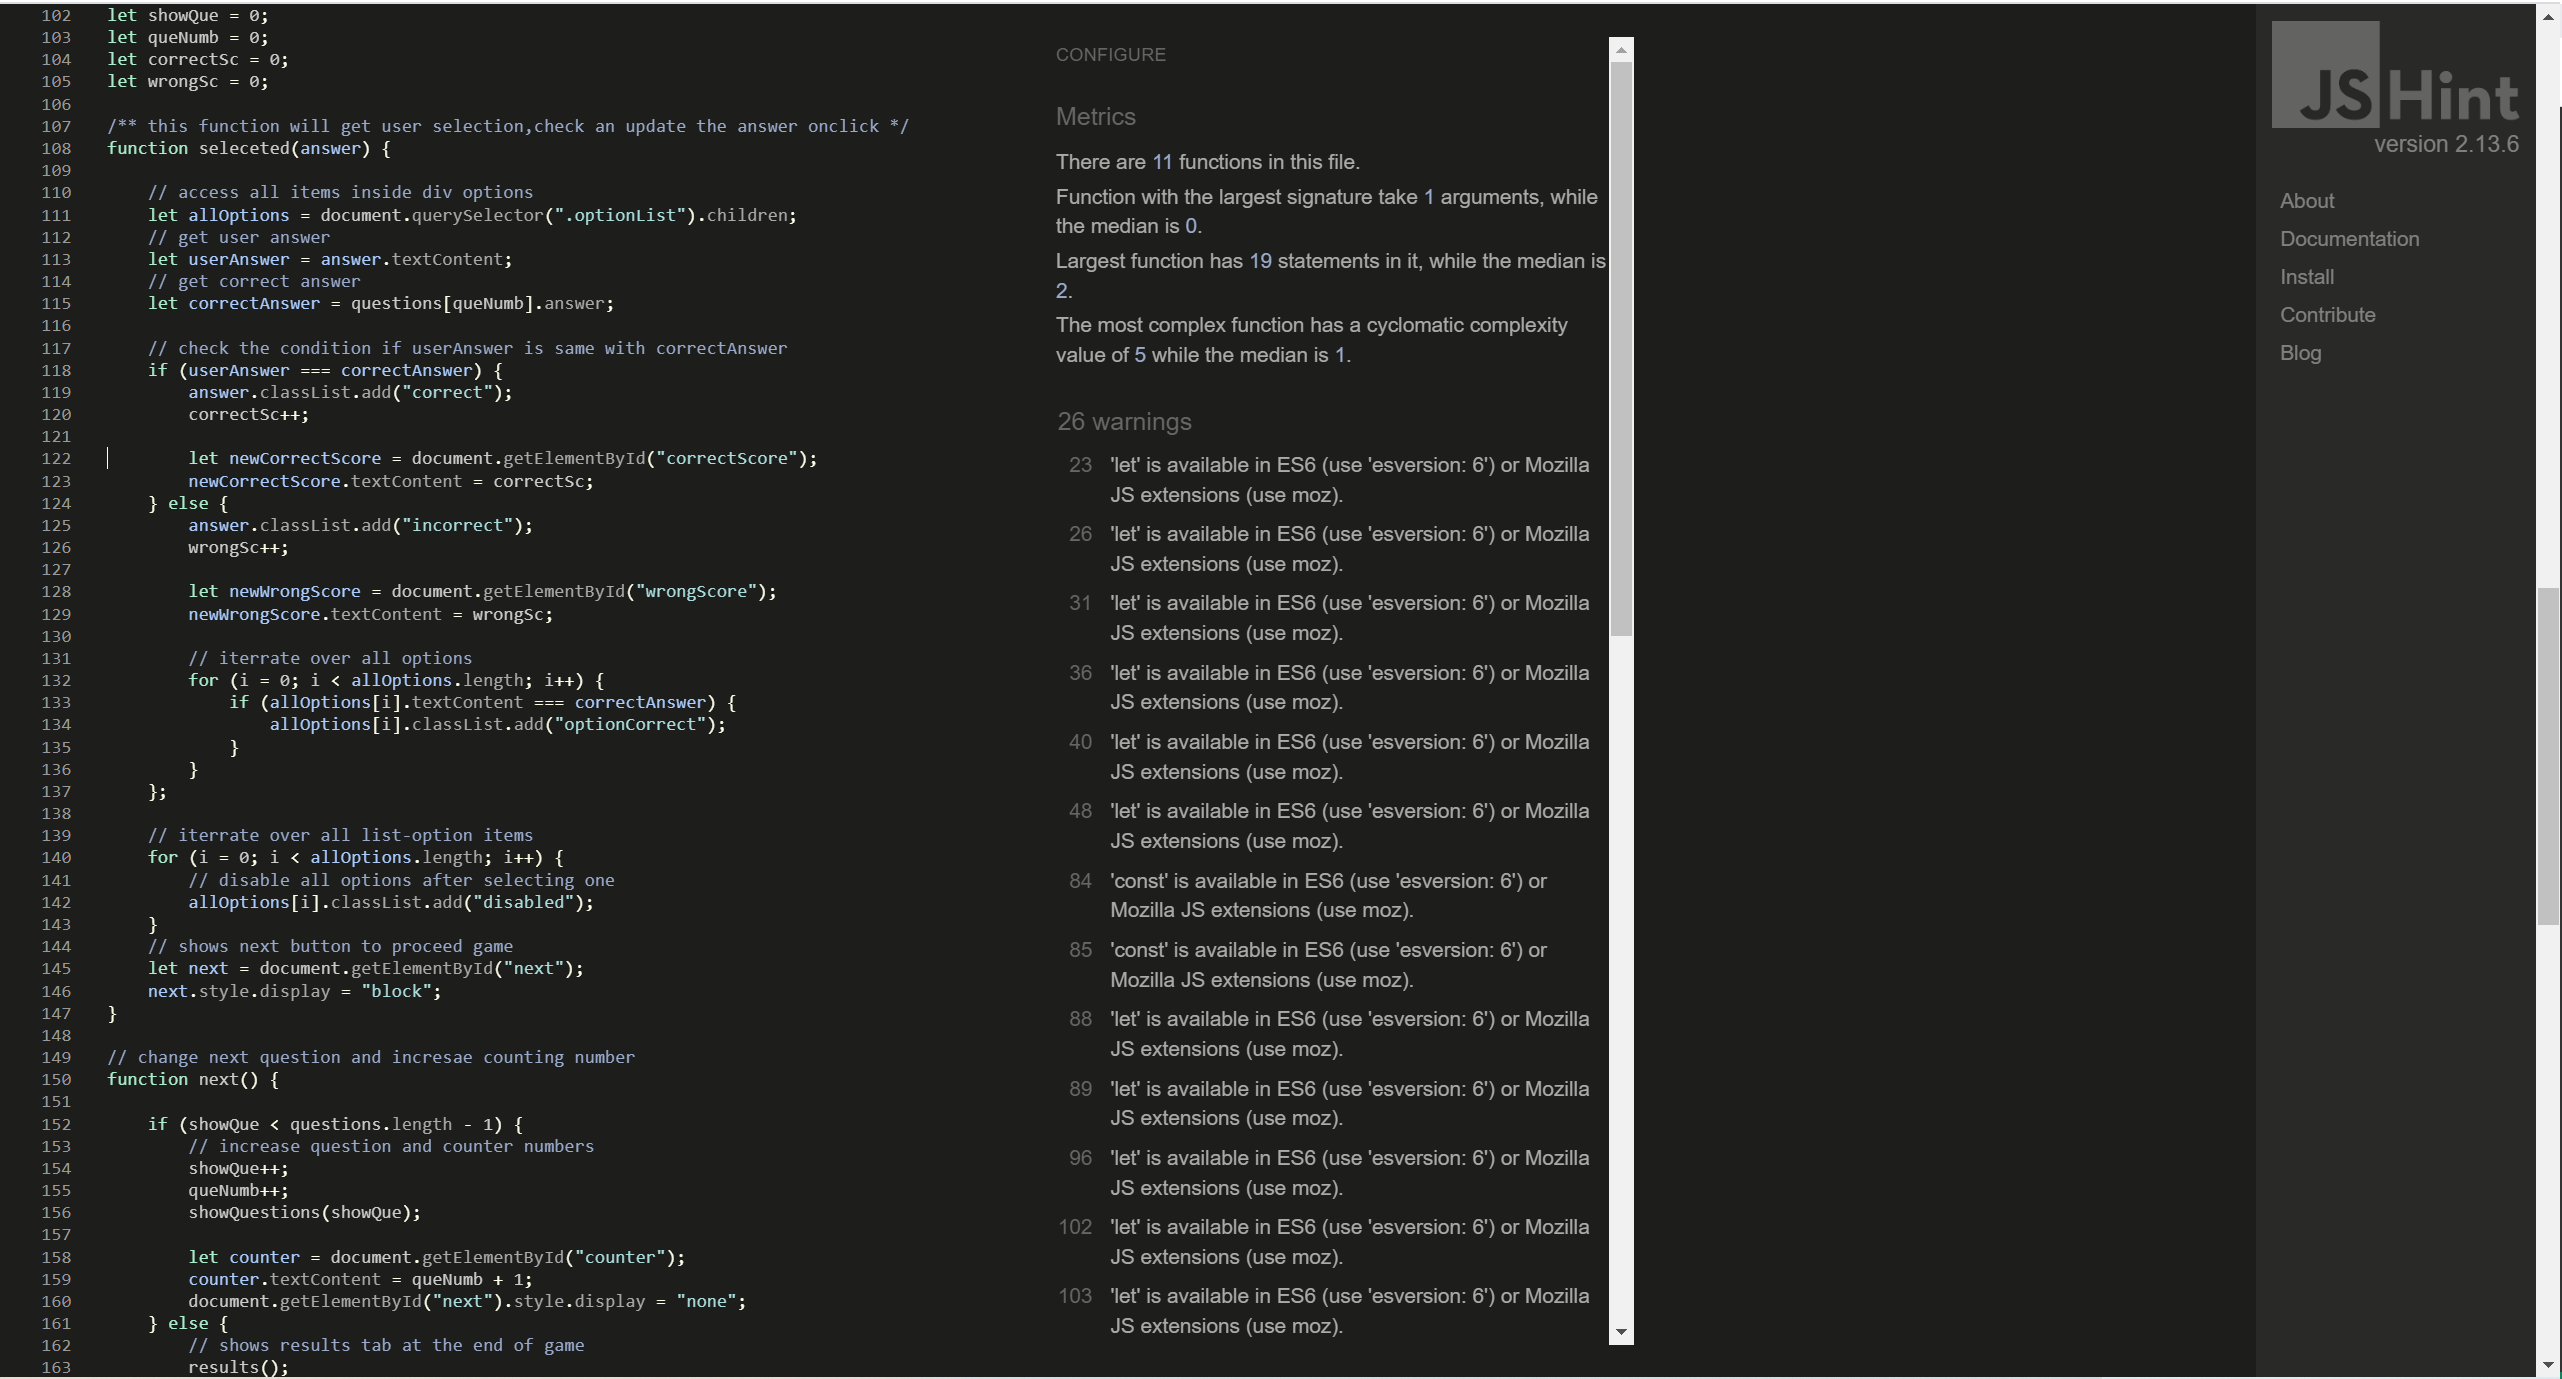 102 let showQue = 0;
103 let queNumb = 0;
104 let correctSc = 0;
105 let wrongSc = 0;
106
107 /** this function will get user selection,check an update the answer onclick */
108 function seleceted(answer) {
109
110 // access all items inside div options
111 let allOptions = document.querySelector(".optionList").children;
112 // get user answer
113 let userAnswer = answer.textContent;
114 // get correct answer
115 let correctAnswer = questions[queNumb].answer;
116
117 // check the condition if userAnswer is same with correctAnswer
118 if (userAnswer === correctAnswer) {
119 answer.classList.add("correct");
120 correctSc++;
121
122 let newCorrectScore = document.getElementById("correctScore");
123 newCorrectScore.textContent = correctSc;
124 } else {
125 answer.classList.add("incorrect");
126 wrongSc++;
127
128 let newWrongScore = document.getElementById("wrongScore");
129 newWrongScore.textContent = wrongSc;
130
131 // iterrate over all options
132 for (i = 0; i < allOptions.length; i++) {
133 if (allOptions[i].textContent === correctAnswer) {
134 allOptions[i].classList.add("optionCorrect");
135 }
136 }
137 };
138
139 // iterrate over all list-option items
140 for (i = 0; i < allOptions.length; i++) {
141 // disable all options after selecting one
142 allOptions[i].classList.add("disabled");
143 }
144 // shows next button to proceed game
145 let next = document.getElementById("next");
146 next.style.display = "block";
147 }
148
149 // change next question and incresae counting number
150 function next() {
151
152 if (showQue < questions.length - 1) {
153 // increase question and counter numbers
154 showQue++;
155 queNumb++;
156 showQuestions(showQue);
157
158 let counter = document.getElementById("counter");
159 counter.textContent = queNumb + 1;
160 document.getElementById("next").style.display = "none";
161 } else {
162 // shows results tab at the end of game
163 results();
CONFIGURE
Metrics
There are 11 functions in this file.
Function with the largest signature take 1 arguments, while
the median is 0.
Largest function has 19 statements in it, while the median is
2.
The most complex function has a cyclomatic complexity
value of 5 while the median is 1.
26 warnings
23 'let' is available in ES6 (use 'esversion: 6') or Mozilla
JS extensions (use moz).
26 'let' is available in ES6 (use 'esversion: 6') or Mozilla
JS extensions (use moz).
31 'let' is available in ES6 (use 'esversion: 6') or Mozilla
JS extensions (use moz).
36 'let' is available in ES6 (use 'esversion: 6') or Mozilla
JS extensions (use moz).
40 'let' is available in ES6 (use 'esversion: 6') or Mozilla
JS extensions (use moz).
48 'let' is available in ES6 (use 'esversion: 6') or Mozilla
JS extensions (use moz).
84 'const' is available in ES6 (use 'esversion: 6') or
Mozilla JS extensions (use moz).
85 'const' is available in ES6 (use 'esversion: 6') or
Mozilla JS extensions (use moz).
88 'let' is available in ES6 (use 'esversion: 6') or Mozilla
JS extensions (use moz).
89 'let' is available in ES6 (use 'esversion: 6') or Mozilla
JS extensions (use moz).
96 'let' is available in ES6 (use 'esversion: 6') or Mozilla
JS extensions (use moz).
102 'let' is available in ES6 (use 'esversion: 6') or Mozilla
JS extensions (use moz).
103 'let' is available in ES6 (use 'esversion: 6') or Mozilla
JS extensions (use moz).
JSHint
version 2.13.6
About
Documentation
Install
Contribute
Blog